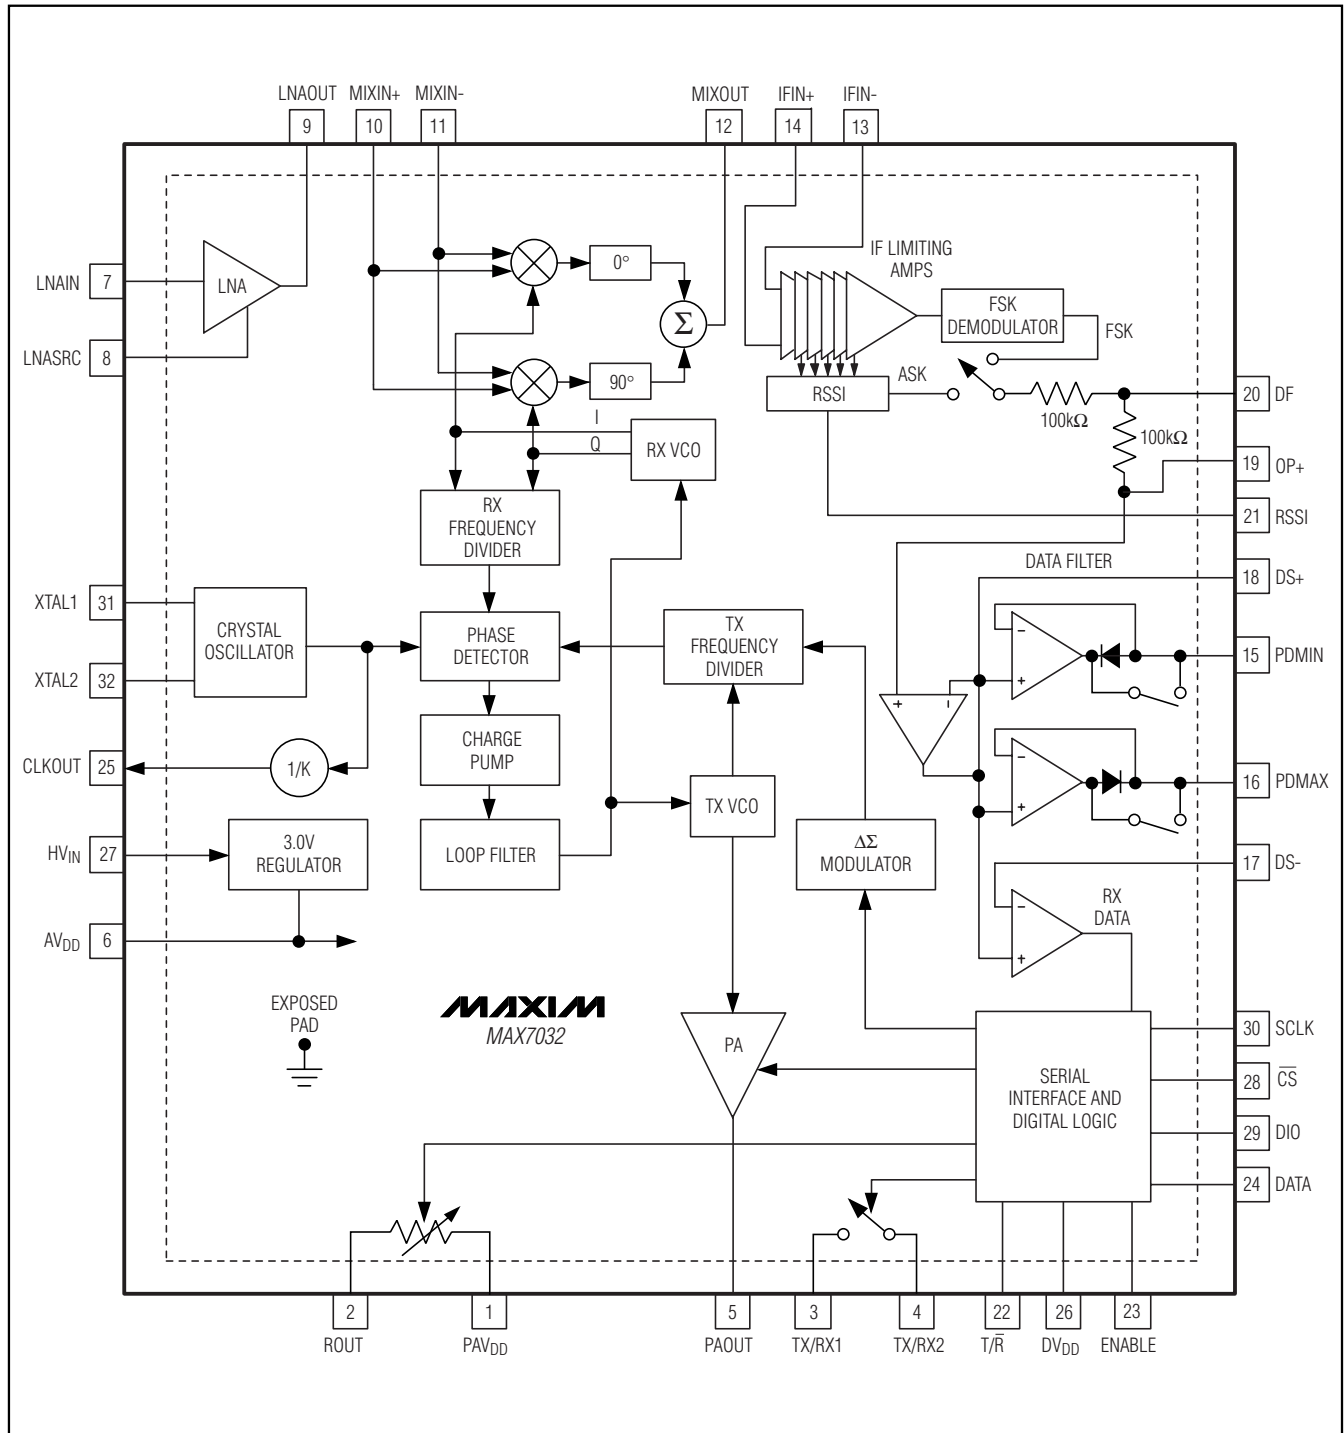 LNAOUT MIXIN+ MIXIN- MIXOUT IFIN+ IFIN-
9 10 11 12 14 13
LNAIN 7
LNA
LNASRC 8
0°
Σ
90°
I
Q
RX VCO
IF LIMITING
AMPS
FSK
DEMODULATOR
FSK
ASK
RSSI
100kΩ
100kΩ
20 DF
19 OP+
21 RSSI
DATA FILTER
18 DS+
RX
FREQUENCY
DIVIDER
XTAL1 31
CRYSTAL
OSCILLATOR
XTAL2 32
PHASE
DETECTOR
TX
FREQUENCY
DIVIDER
- +
15 PDMIN
+ -
CLKOUT 25
1/K
CHARGE
PUMP
TX VCO
- +
16 PDMAX
HVIN 27
3.0V
REGULATOR
LOOP FILTER
ΔΣ
MODULATOR
17 DS-
RX
DATA
- +
AVDD 6
EXPOSED
PAD
MAXIM
MAX7032
PA
SERIAL
INTERFACE AND
DIGITAL LOGIC
30 SCLK
28 C̅S̅
29 DIO
24 DATA
2 1 5 3 4 22 26 23
ROUT PAVDD PAOUT TX/RX1 TX/RX2 T/R̅ DVDD ENABLE